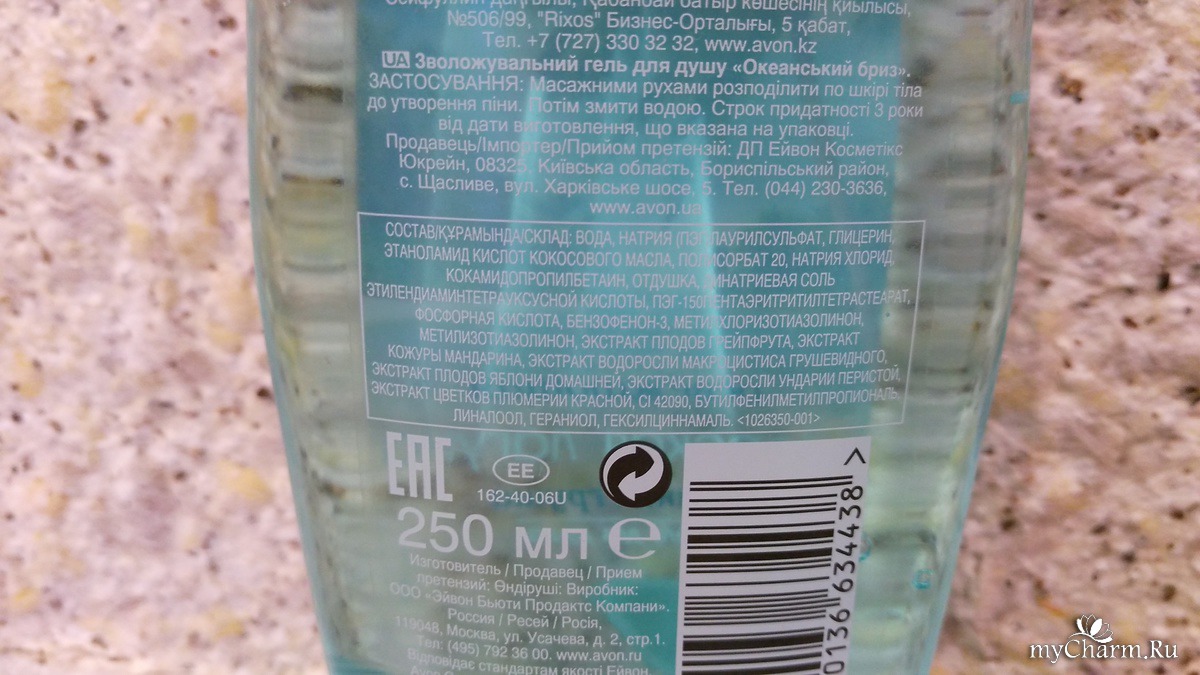 Сейфуллин даңғылы, Қабанбай батыр көшесінің қиылысы,
№506/99, "Rixos" Бизнес-Орталығы, 5 қабат,
Тел. +7 (727) 330 32 32, www.avon.kz
UA Зволожувальний гель для душу «Океанський бриз».
ЗАСТОСУВАННЯ: Масажними рухами розподілити по шкірі тіла
до утворення піни. Потім змити водою. Строк придатності 3 роки
від дати виготовлення, що вказана на упаковці.
Продавець/Імпортер/Прийом претензій: ДП Ейвон Косметікс
Юкрейн, 08325, Київська область, Бориспільський район,
с. Щасливе, вул. Харківське шосе, 5. Тел. (044) 230-3636,
www.avon.ua
СОСТАВ/ҚҰРАМЫНДА/СКЛАД: ВОДА, НАТРИЯ (ПЭГ-ЛАУРИЛСУЛЬФАТ, ГЛИЦЕРИН,
ЭТАНОЛАМИД КИСЛОТ КОКОСОВОГО МАСЛА, ПОЛИСОРБАТ 20, НАТРИЯ ХЛОРИД,
КОКАМИДОПРОПИЛБЕТАИН, ОТДУШКА, ДИНАТРИЕВАЯ СОЛЬ
ЭТИЛЕНДИАМИНТЕТРАУКСУСНОЙ КИСЛОТЫ, ПЭГ-150ПЕНТАЭРИТРИТИЛТЕТРАСТЕАРАТ,
ФОСФОРНАЯ КИСЛОТА, БЕНЗОФЕНОН-3, МЕТИЛХЛОРИЗОТИАЗОЛИНОН,
МЕТИЛИЗОТИАЗОЛИНОН, ЭКСТРАКТ ПЛОДОВ ГРЕЙПФРУТА, ЭКСТРАКТ
КОЖУРЫ МАНДАРИНА, ЭКСТРАКТ ВОДОРОСЛИ МАКРОЦИСТИСА ГРУШЕВИДНОГО,
ЭКСТРАКТ ПЛОДОВ ЯБЛОНИ ДОМАШНЕЙ, ЭКСТРАКТ ВОДОРОСЛИ УНДАРИИ ПЕРИСТОЙ,
ЭКСТРАКТ ЦВЕТКОВ ПЛЮМЕРИИ КРАСНОЙ, CI 42090, БУТИЛФЕНИЛМЕТИЛПРОПИОНАЛЬ,
ЛИНАЛООЛ, ГЕРАНИОЛ, ГЕКСИЛЦИННАМАЛЬ. <1026350-001>
EAC
EE
162-40-06U
250 мл e
Изготовитель / Продавец / Прием
претензий: Өндіруші: Виробник:
ООО «Эйвон Бьюти Продактс Компани».
Россия / Ресей / Росія,
119048, Москва, ул. Усачева, д. 2, стр.1.
Тел: (495) 792 36 00. www.avon.ru
Відповідає стандартам якості Ейвон.
0136 634438 >
myCharm.Ru